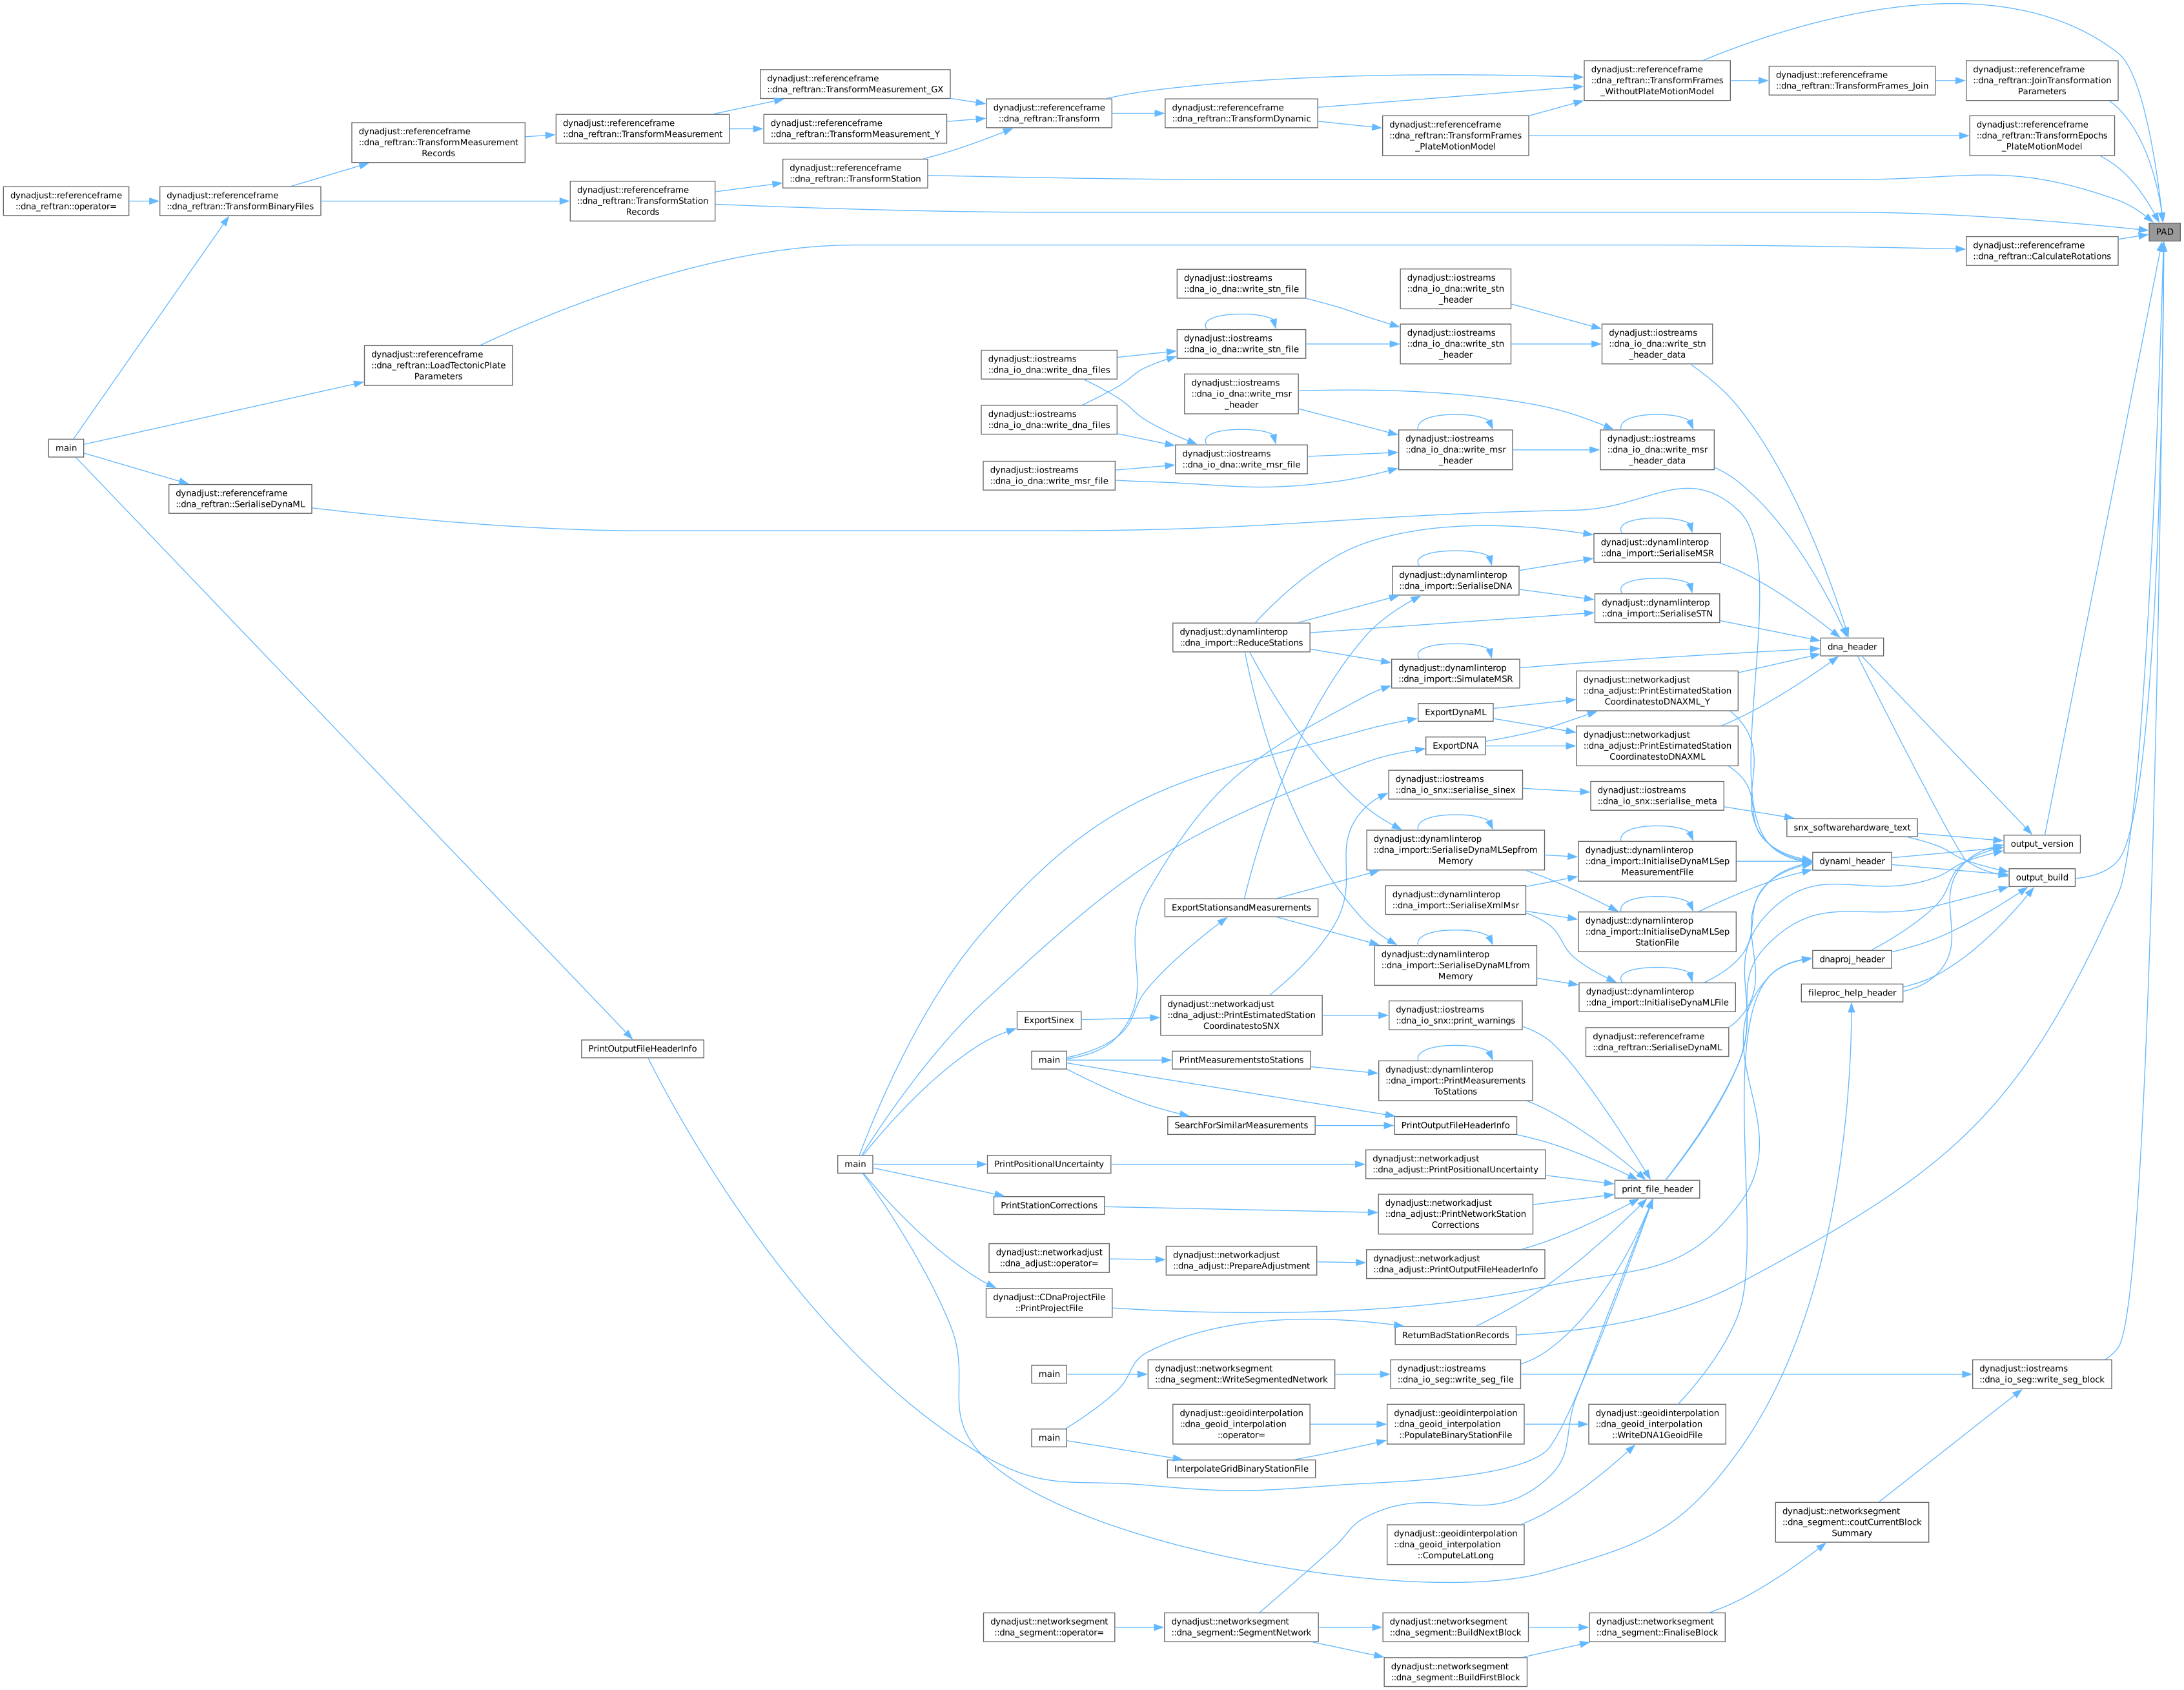 dynadjust::referenceframe
::dna_reftran::operator=
dynadjust::referenceframe
::dna_reftran::TransformBinaryFiles
main
dynadjust::referenceframe
::dna_reftran::SerialiseDynaML
dynadjust::referenceframe
::dna_reftran::TransformMeasurement
Records
dynadjust::referenceframe
::dna_reftran::LoadTectonicPlate
Parameters
dynadjust::referenceframe
::dna_reftran::TransformMeasurement
dynadjust::referenceframe
::dna_reftran::TransformStation
Records
PrintOutputFileHeaderInfo
dynadjust::referenceframe
::dna_reftran::TransformMeasurement_GX
dynadjust::referenceframe
::dna_reftran::TransformMeasurement_Y
dynadjust::referenceframe
::dna_reftran::TransformStation
main
dynadjust::referenceframe
::dna_reftran::Transform
dynadjust::iostreams
::dna_io_dna::write_dna_files
dynadjust::iostreams
::dna_io_dna::write_dna_files
dynadjust::iostreams
::dna_io_dna::write_msr_file
ExportSinex
main
PrintPositionalUncertainty
PrintStationCorrections
dynadjust::networkadjust
::dna_adjust::operator=
dynadjust::CDnaProjectFile
::PrintProjectFile
main
main
dynadjust::networksegment
::dna_segment::operator=
dynadjust::referenceframe
::dna_reftran::TransformDynamic
dynadjust::iostreams
::dna_io_dna::write_stn_file
dynadjust::iostreams
::dna_io_dna::write_stn_file
dynadjust::iostreams
::dna_io_dna::write_msr
_header
dynadjust::iostreams
::dna_io_dna::write_msr_file
dynadjust::dynamlinterop
::dna_import::ReduceStations
ExportStationsandMeasurements
dynadjust::networkadjust
::dna_adjust::PrintEstimatedStation
CoordinatestoSNX
PrintMeasurementstoStations
SearchForSimilarMeasurements
dynadjust::networkadjust
::dna_adjust::PrepareAdjustment
dynadjust::networksegment
::dna_segment::WriteSegmentedNetwork
dynadjust::geoidinterpolation
::dna_geoid_interpolation
::operator=
InterpolateGridBinaryStationFile
dynadjust::networksegment
::dna_segment::SegmentNetwork
dynadjust::referenceframe
::dna_reftran::TransformFrames
_PlateMotionModel
dynadjust::iostreams
::dna_io_dna::write_stn
_header
dynadjust::iostreams
::dna_io_dna::write_stn
_header
dynadjust::iostreams
::dna_io_dna::write_msr
_header
dynadjust::dynamlinterop
::dna_import::SerialiseDNA
dynadjust::dynamlinterop
::dna_import::SimulateMSR
ExportDynaML
ExportDNA
dynadjust::iostreams
::dna_io_snx::serialise_sinex
dynadjust::dynamlinterop
::dna_import::SerialiseDynaMLSepfrom
Memory
dynadjust::dynamlinterop
::dna_import::SerialiseXmlMsr
dynadjust::dynamlinterop
::dna_import::SerialiseDynaMLfrom
Memory
dynadjust::iostreams
::dna_io_snx::print_warnings
dynadjust::dynamlinterop
::dna_import::PrintMeasurements
ToStations
PrintOutputFileHeaderInfo
dynadjust::networkadjust
::dna_adjust::PrintPositionalUncertainty
dynadjust::networkadjust
::dna_adjust::PrintNetworkStation
Corrections
dynadjust::networkadjust
::dna_adjust::PrintOutputFileHeaderInfo
ReturnBadStationRecords
dynadjust::iostreams
::dna_io_seg::write_seg_file
dynadjust::geoidinterpolation
::dna_geoid_interpolation
::PopulateBinaryStationFile
dynadjust::geoidinterpolation
::dna_geoid_interpolation
::ComputeLatLong
dynadjust::networksegment
::dna_segment::BuildNextBlock
dynadjust::networksegment
::dna_segment::BuildFirstBlock
dynadjust::referenceframe
::dna_reftran::TransformFrames
_WithoutPlateMotionModel
dynadjust::iostreams
::dna_io_dna::write_stn
_header_data
dynadjust::iostreams
::dna_io_dna::write_msr
_header_data
dynadjust::dynamlinterop
::dna_import::SerialiseMSR
dynadjust::dynamlinterop
::dna_import::SerialiseSTN
dynadjust::networkadjust
::dna_adjust::PrintEstimatedStation
CoordinatestoDNAXML_Y
dynadjust::networkadjust
::dna_adjust::PrintEstimatedStation
CoordinatestoDNAXML
dynadjust::iostreams
::dna_io_snx::serialise_meta
dynadjust::dynamlinterop
::dna_import::InitialiseDynaMLSep
MeasurementFile
dynadjust::dynamlinterop
::dna_import::InitialiseDynaMLSep
StationFile
dynadjust::dynamlinterop
::dna_import::InitialiseDynaMLFile
dynadjust::referenceframe
::dna_reftran::SerialiseDynaML
print_file_header
dynadjust::geoidinterpolation
::dna_geoid_interpolation
::WriteDNA1GeoidFile
dynadjust::networksegment
::dna_segment::FinaliseBlock
dynadjust::referenceframe
::dna_reftran::TransformFrames_Join
dna_header
snx_softwarehardware_text
dynaml_header
dnaproj_header
fileproc_help_header
dynadjust::networksegment
::dna_segment::coutCurrentBlock
Summary
dynadjust::referenceframe
::dna_reftran::JoinTransformation
Parameters
dynadjust::referenceframe
::dna_reftran::TransformEpochs
_PlateMotionModel
dynadjust::referenceframe
::dna_reftran::CalculateRotations
output_version
output_build
dynadjust::iostreams
::dna_io_seg::write_seg_block
PAD